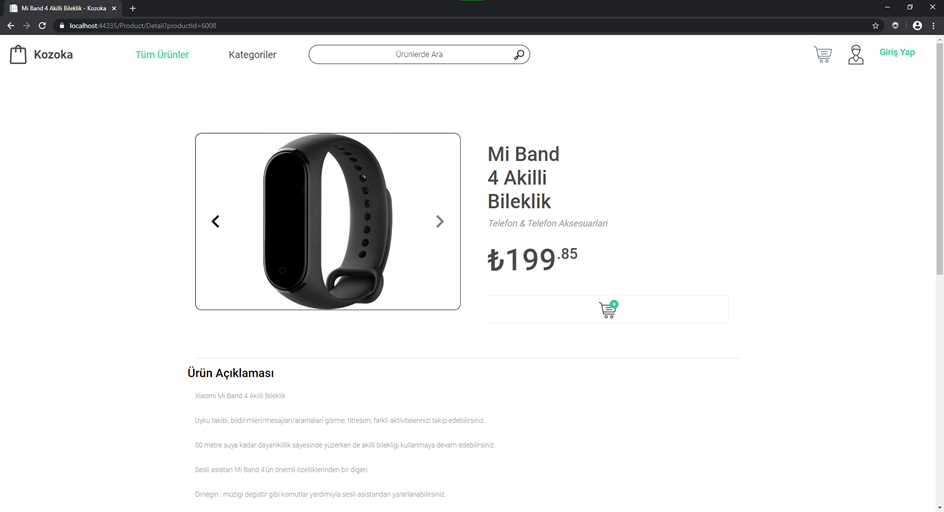 Mi Band 4 Akilli Bileklik - Kozoka
localhost:44335/Product/Detail?productId=6008
Kozoka
Tüm Ürünler
Kategoriler
Ürünlerde Ara
Giriş Yap
Mi Band
4 Akilli
Bileklik
Telefon & Telefon Aksesuarlari
₺199.85
Ürün Açıklaması
Xiaomi Mi Band 4 Akilli Bileklik
Uyku takibi, bildirimleri/mesajlari/aramalari görme, titresim, farkli aktivitelerinizi takip edebilirsiniz.
50 metre suya kadar dayaniklilik sayesinde yüzerken de akilli bilekligi kullanmaya devam edebilirsiniz.
Sesli asistan Mi Band 4'ün önemli özelliklerinden bir digeri.
Örnegin ; müzigi degistir gibi komutlar yardimiyla sesli asistandan yararlanabilirsiniz.